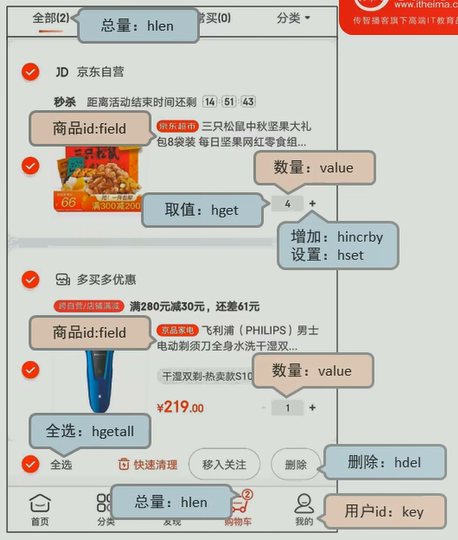 www.itheima.com
传智播客旗下高端IT教育品
全部(2)
总量：hlen
常买(0)
分类
JD 京东自营
秒杀 距离活动结束时间还剩 14:51:43
商品id:field
京东超市 三只松鼠中秋坚果大礼
包8袋装 每日坚果网红零食组...
三只松鼠
66
满300减200
数量：value
取值：hget
4 +
增加：hincrby
设置：hset
多买多优惠
跨自营/店铺满减 满280元减30元，还差61元
商品id:field
京品家电 飞利浦（PHILIPS）男士
电动剃须刀全身水洗干湿双...
干湿双剃-热卖款S10
数量：value
¥219.00
- 1 +
全选：hgetall
全选
快速清理
移入关注
删除
删除：hdel
总量：hlen
2
首页
分类
发现
购物车
我的
用户id：key